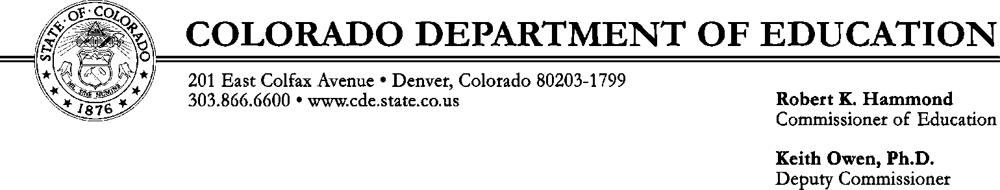 STATE · OF · COLORADO
NIL SINE NUMINE
1876
COLORADO DEPARTMENT OF EDUCATION
201 East Colfax Avenue • Denver, Colorado 80203-1799
303.866.6600 • www.cde.state.co.us
Robert K. Hammond
Commissioner of Education
Keith Owen, Ph.D.
Deputy Commissioner